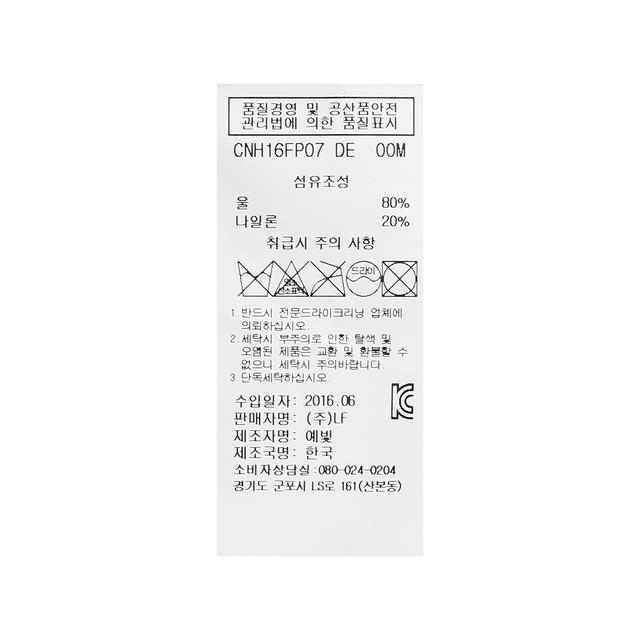 품질경영 및 공산품안전
관리법에 의한 품질표시
CNH16FP07 DE 00M
섬유조성
울 80%
나일론 20%
취급시 주의 사항
염소
산소표백
드라이
1.반드시 전문드라이크리닝 업체에
의뢰하십시오.
2.세탁시 부주의로 인한 탈색 및
오염된 제품은 교환 및 환불할 수
없으니 세탁시 주의바랍니다.
3.단독세탁하십시오.
수입일자: 2016.06
판매자명: (주)LF
제조자명: 예빛
제조국명: 한국
소비자상담실:080-024-0204
경기도 군포시 LS로 161(산본동)